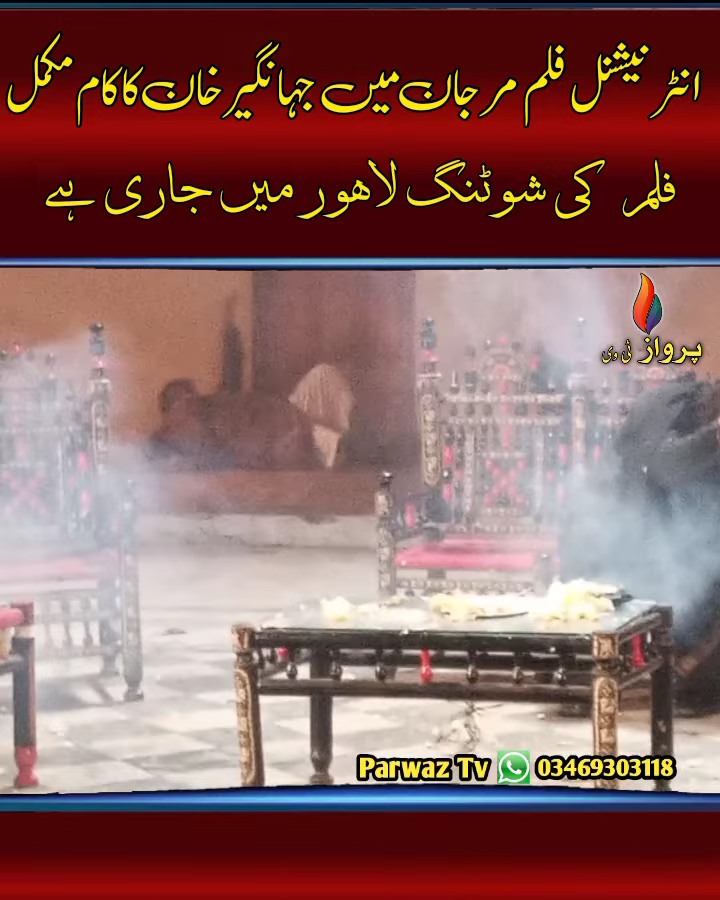 انٹرنیشنل فلم مرجان میں جہانگیر خان کا کام مکمل
فلم کی شوٹنگ لاهور میں جاری ہے
پرواز ٹی وی
Parwaz Tv 03469303118